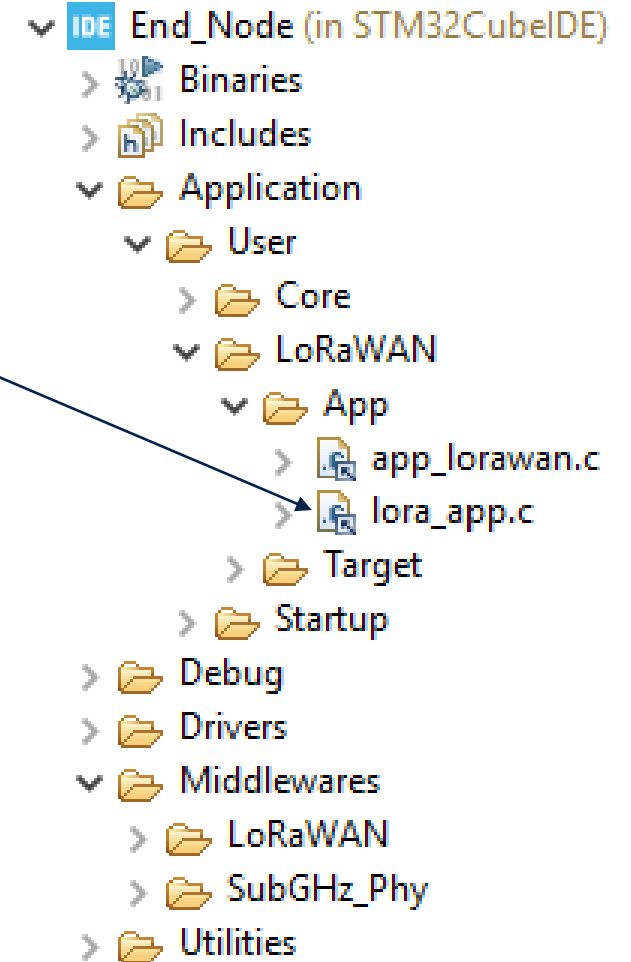 IDE End_Node (in STM32CubeIDE)
Binaries
Includes
Application
User
Core
LoRaWAN
App
.c app_lorawan.c
.c lora_app.c
Target
Startup
Debug
Drivers
Middlewares
LoRaWAN
SubGHz_Phy
Utilities